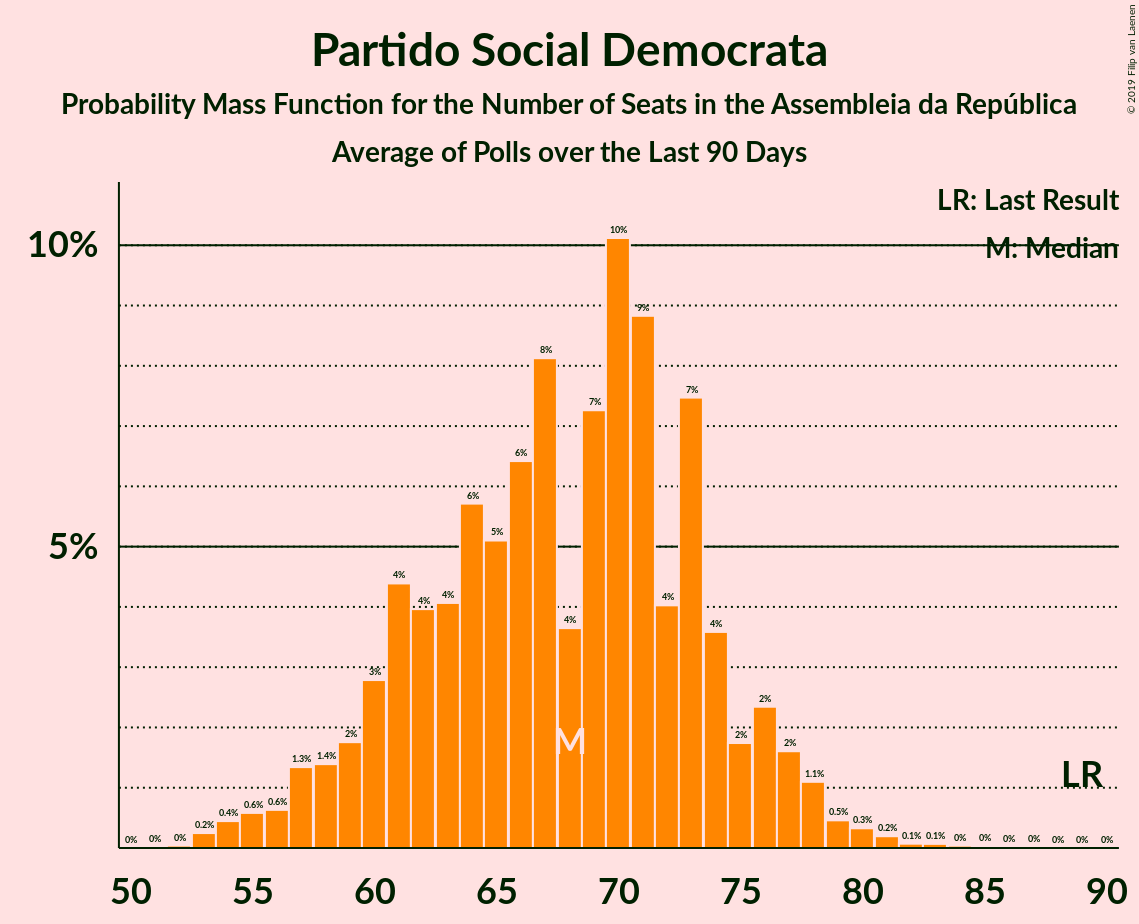 Partido Social Democrata
Probability Mass Function for the Number of Seats in the Assembleia da República
Average of Polls over the Last 90 Days
© 2019 Filip van Laenen
LR: Last Result
M: Median
10%
5%
0% 0% 0% 0.2% 0.4% 0.6% 0.6% 1.3% 1.4% 2% 3% 4% 4% 4% 6% 5% 6% 8% 4% 7% 10% 9% 4% 7% 4% 2% 2% 2% 1.1% 0.5% 0.3% 0.2% 0.1% 0.1% 0% 0% 0% 0% 0% 0% 0%
M
LR
50 55 60 65 70 75 80 85 90